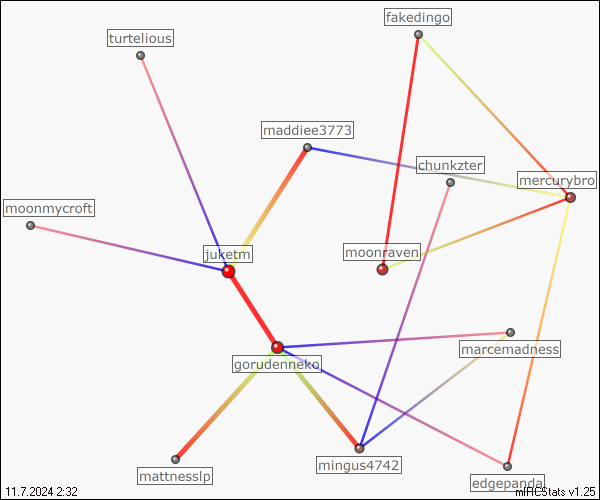 fakedingo
turtelious
maddiee3773
chunkzter
mercurybro
moonmycroft
juketm
moonraven
marcemadness
gorudenneko
mingus4742
mattnesslp
edgepanda
11.7.2024 2:32
mIRCStats v1.25